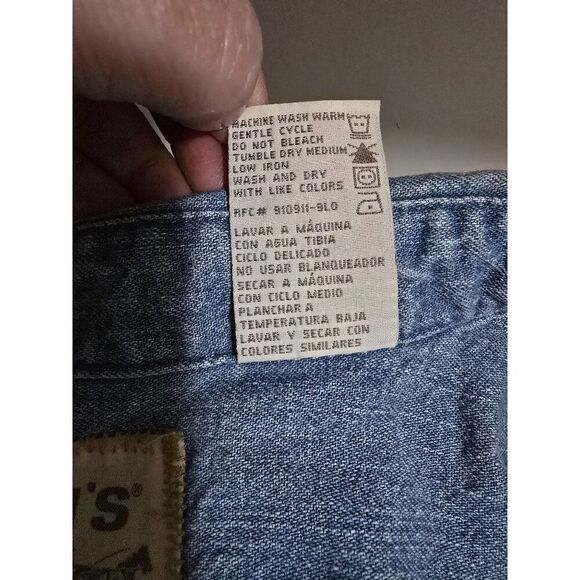 MACHINE WASH WARM
GENTLE CYCLE
DO NOT BLEACH
TUMBLE DRY MEDIUM
LOW IRON
WASH AND DRY
WITH LIKE COLORS
RFC# 910911-9L0
LAVAR A MÁQUINA
CON AGUA TIBIA
CICLO DELICADO
NO USAR BLANQUEADOR
SECAR A MÁQUINA
CON CICLO MEDIO
PLANCHAR A
TEMPERATURA BAJA
LAVAR Y SECAR CON
COLORES SIMILARES
'S®